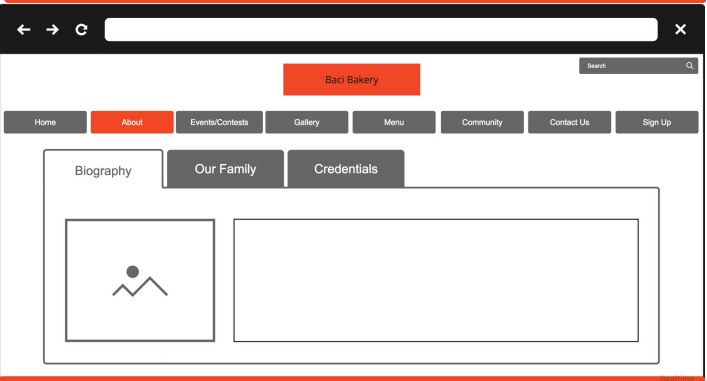 Search
Baci Bakery
Home About Events/Contests Gallery Menu Community Contact Us Sign Up
Biography Our Family Credentials